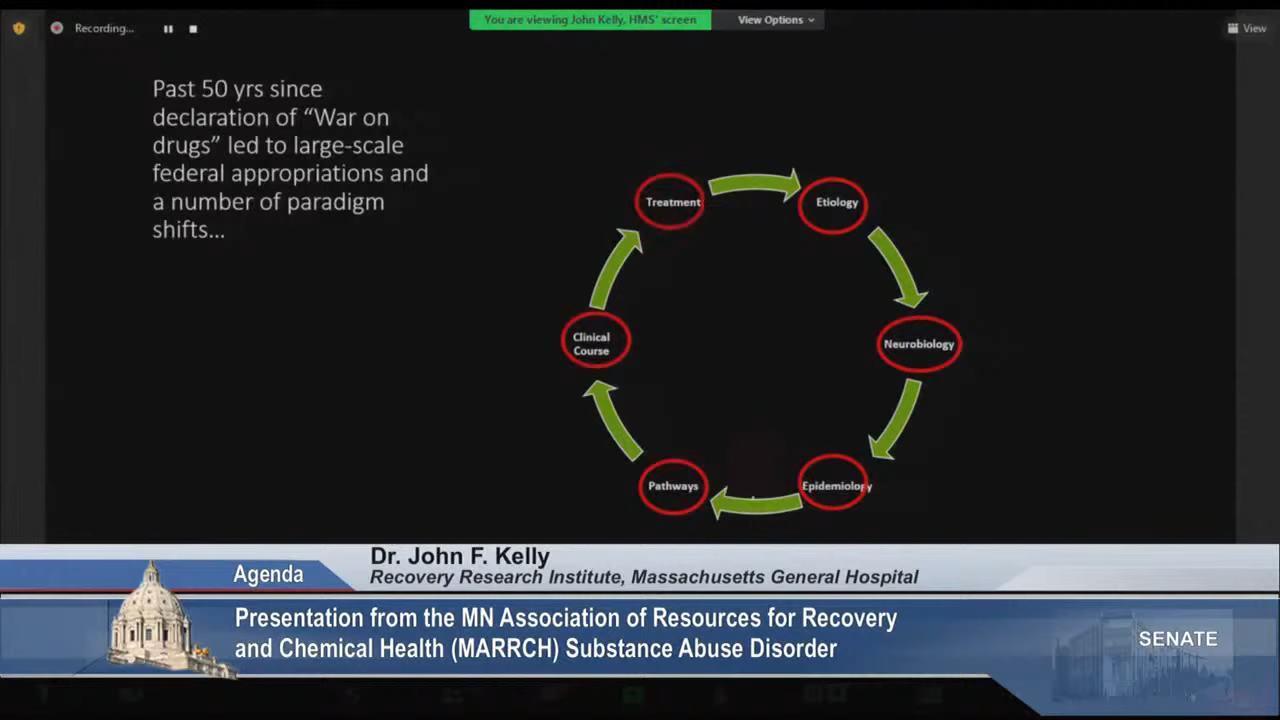 You are viewing John Kelly, HMS' screen
View Options
Recording...
View
Past 50 yrs since
declaration of “War on
drugs” led to large-scale
federal appropriations and
a number of paradigm
shifts...
Treatment
Etiology
Clinical
Course
Neurobiology
Pathways
Epidemiology
Dr. John F. Kelly
Agenda
Recovery Research Institute, Massachusetts General Hospital
Presentation from the MN Association of Resources for Recovery
and Chemical Health (MARRCH) Substance Abuse Disorder
SENATE